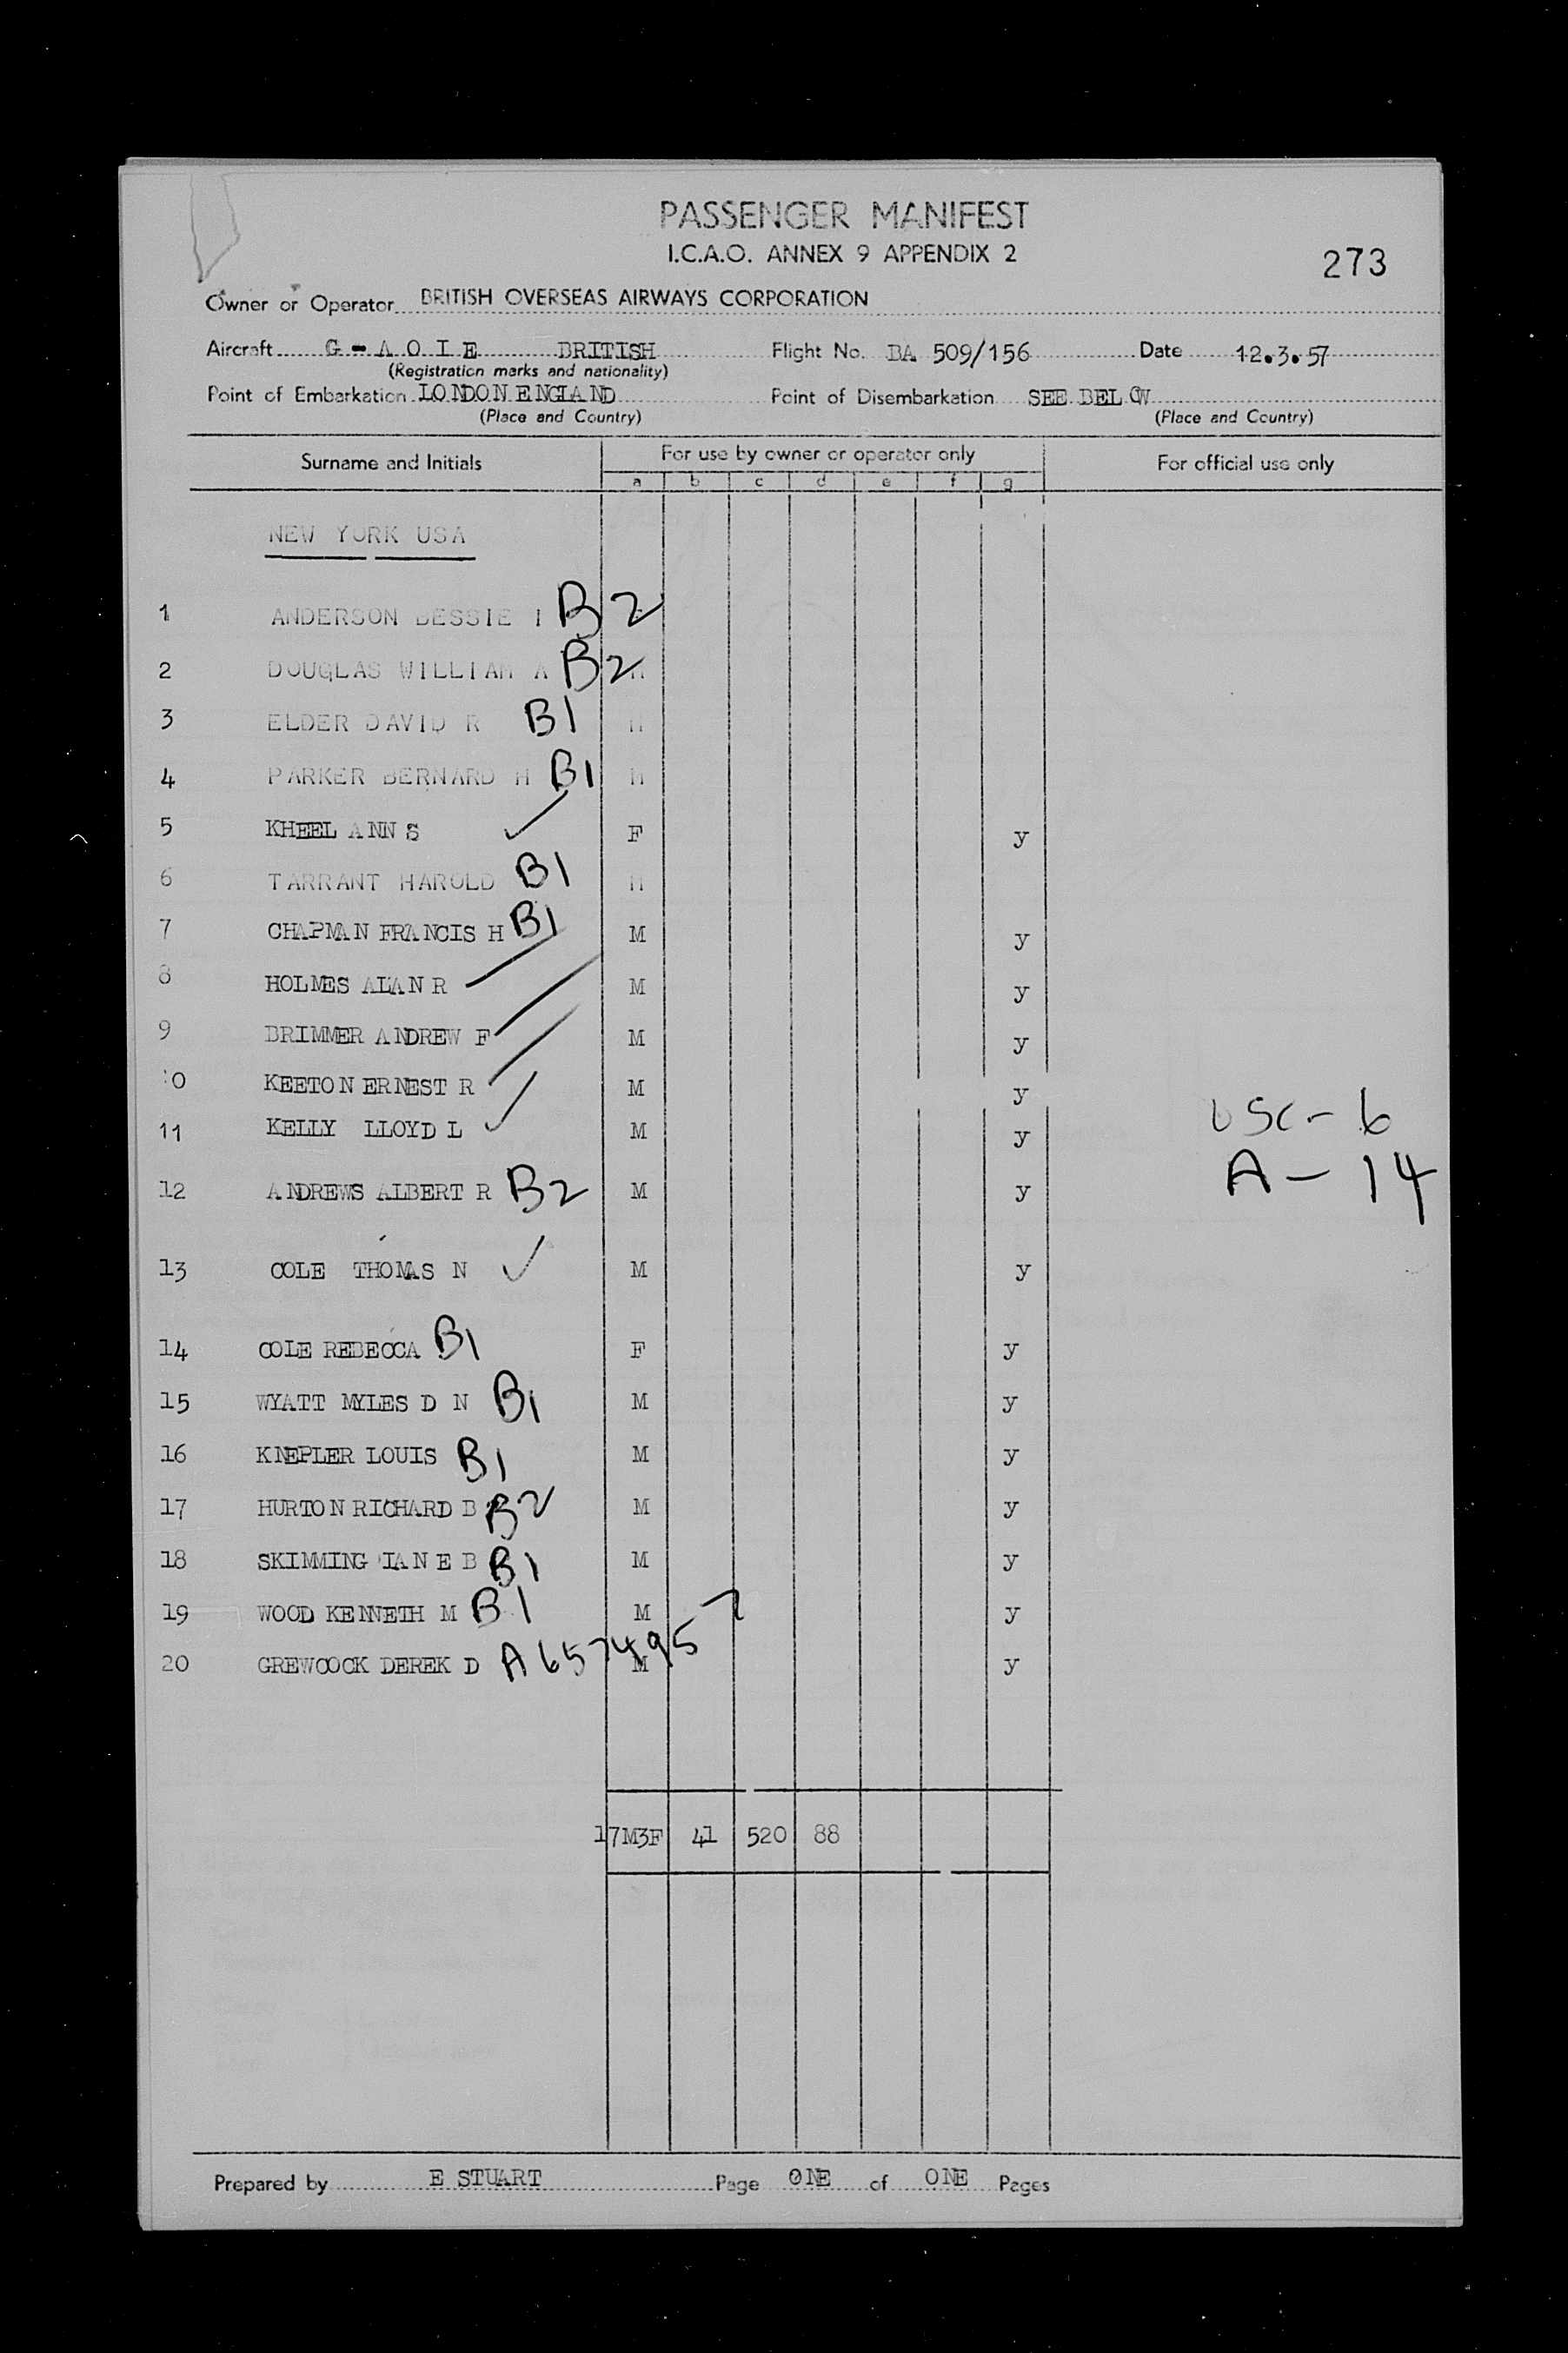 PASSENGER MANIFEST
I.C.A.O. ANNEX 9 APPENDIX 2
273
Owner or Operator BRITISH OVERSEAS AIRWAYS CORPORATION
Aircraft G-AOIE BRITISH Flight No. BA 509/156 Date 12.3.57
(Registration marks and nationality)
Point of Embarkation LONDON ENGLAND Point of Disembarkation SEE BELOW
(Place and Country) (Place and Country)
Surname and Initials For use by owner or operator only For official use only
a b c d e f g
NEW YORK USA
1 ANDERSON BESSIE I B2
2 DOUGLAS WILLIAM A B2 M
3 ELDER DAVID R B1 M
4 PARKER BERNARD H B1 M
5 KHEEL ANN S ✓ F y
6 TARRANT HAROLD B1 M
7 CHAPMAN FRANCIS H B1 M y
8 HOLMES ALAN R M y
9 BRIMMER ANDREW F M y
10 KEETON ERNEST R M y
11 KELLY LLOYD L ✓ M y
USC - 6
12 ANDREWS ALBERT R B2 M y A - 14
13 COLE THOMAS N ✓ M y
14 COLE REBECCA B1 F y
15 WYATT MYLES D N B1 M y
16 KNEPLER LOUIS B1 M y
17 HURTON RICHARD B B2 M y
18 SKIMMING IAN E B B1 M y
19 WOOD KENNETH M B1 M y
20 GREWCOCK DEREK D A6574957 M y
17M3F 41 520 88
Prepared by E STUART Page ONE of ONE Pages